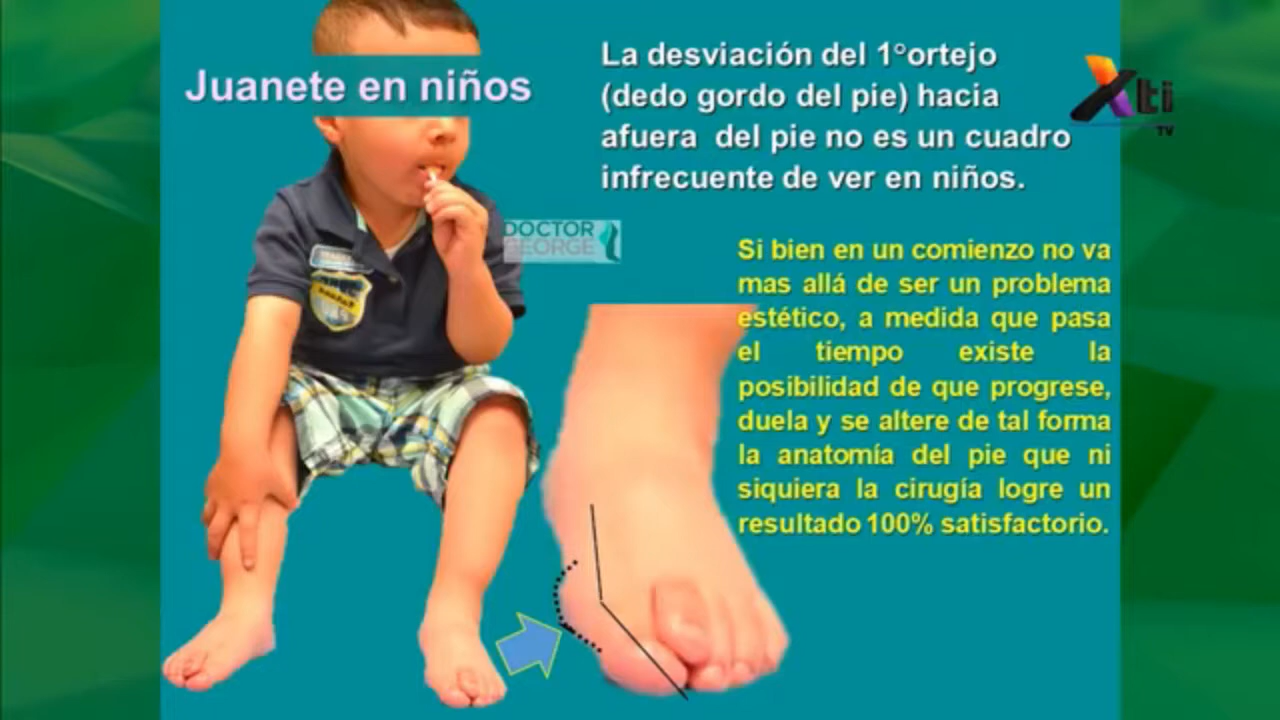 Juanete en niños
La desviación del 1°ortejo
(dedo gordo del pie) hacia
afuera del pie no es un cuadro
infrecuente de ver en niños.
Xti
TV
DOCTOR
GEORGE
Si bien en un comienzo no va
mas allá de ser un problema
estético, a medida que pasa
el tiempo existe la
posibilidad de que progrese,
duela y se altere de tal forma
la anatomía del pie que ni
siquiera la cirugía logre un
resultado 100% satisfactorio.